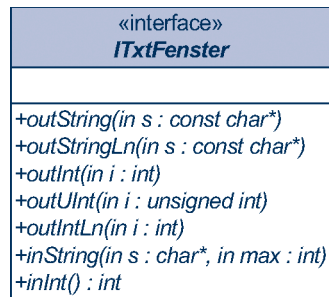 «interface»
ITxtFenster
+outString(in s : const char*)
+outStringLn(in s : const char*)
+outInt(in i : int)
+outUInt(in i : unsigned int)
+outIntLn(in i : int)
+inString(in s : char*, in max : int)
+inInt() : int